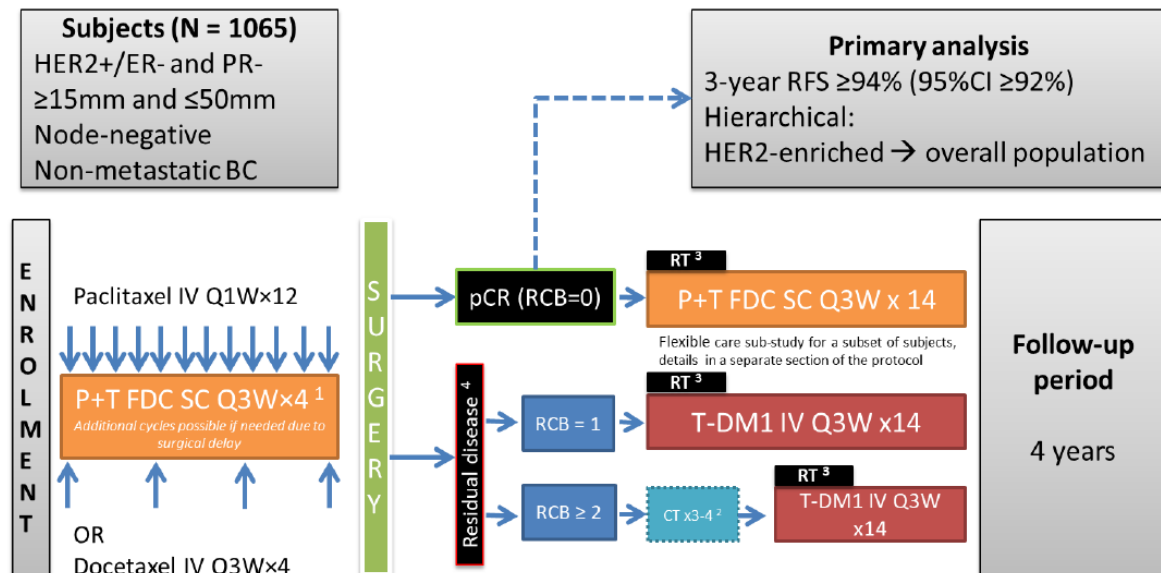 Subjects (N = 1065)
HER2+/ER- and PR-
≥15mm and ≤50mm
Node-negative
Non-metastatic BC
Primary analysis
3-year RFS ≥94% (95%CI ≥92%)
Hierarchical:
HER2-enriched → overall population
ENROLMENT
Paclitaxel IV Q1W×12
P+T FDC SC Q3W×4 1
Additional cycles possible if needed due to
surgical delay
OR
Docetaxel IV Q3W×4
SURGERY
pCR (RCB=0)
RT 3
P+T FDC SC Q3W x 14
Flexible care sub-study for a subset of subjects,
details in a separate section of the protocol
Residual disease 4
RCB = 1
RT 3
T-DM1 IV Q3W x14
RCB ≥ 2
CT x3-4 2
RT 3
T-DM1 IV Q3W
x14
Follow-up
period
4 years